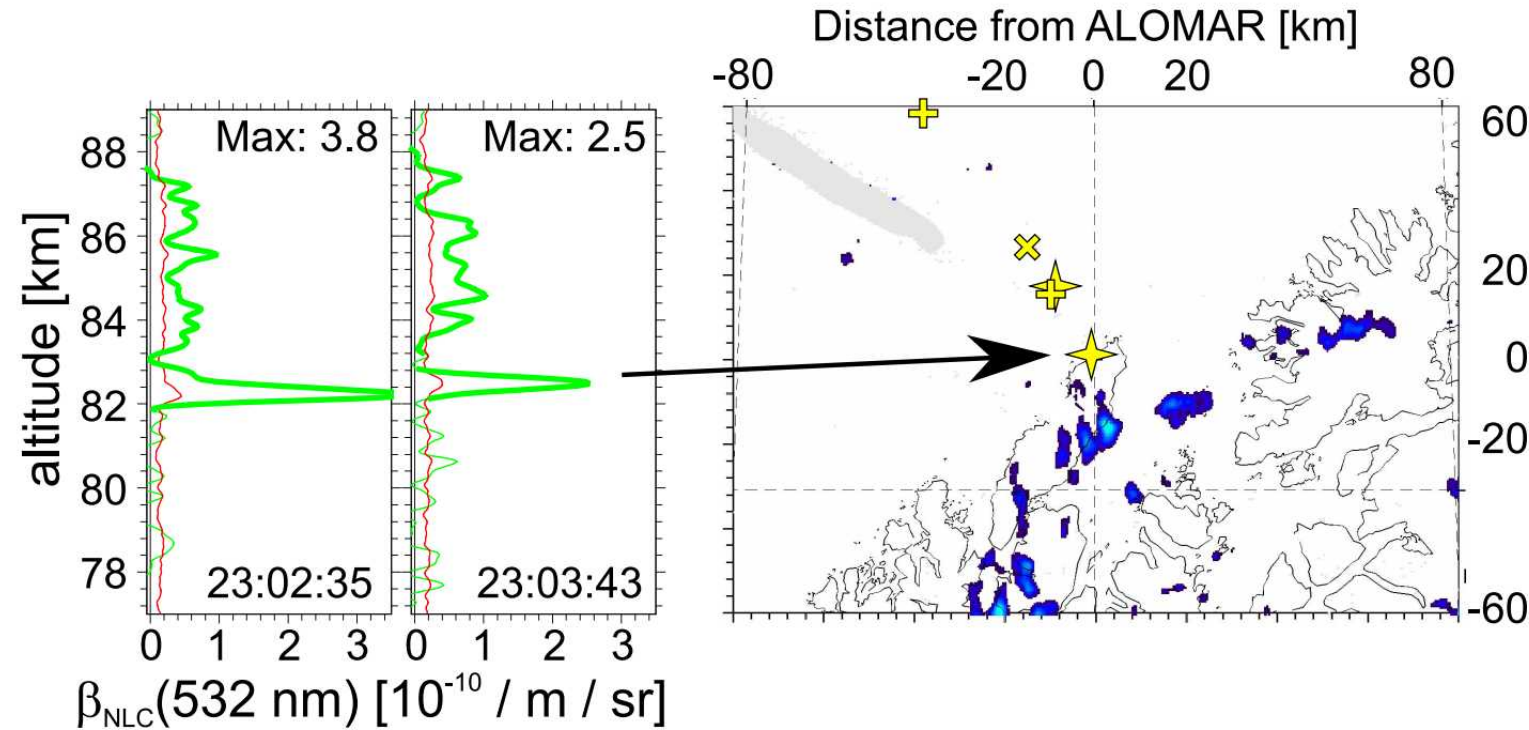 Distance from ALOMAR [km]
-80 -20 0 20 80
Max: 3.8 Max: 2.5
88
86
84
82
80
78
altitude [km]
23:02:35 23:03:43
0 1 2 3 0 1 2 3
βNLC(532 nm) [10-10 / m / sr]
60
20
0
-20
-60